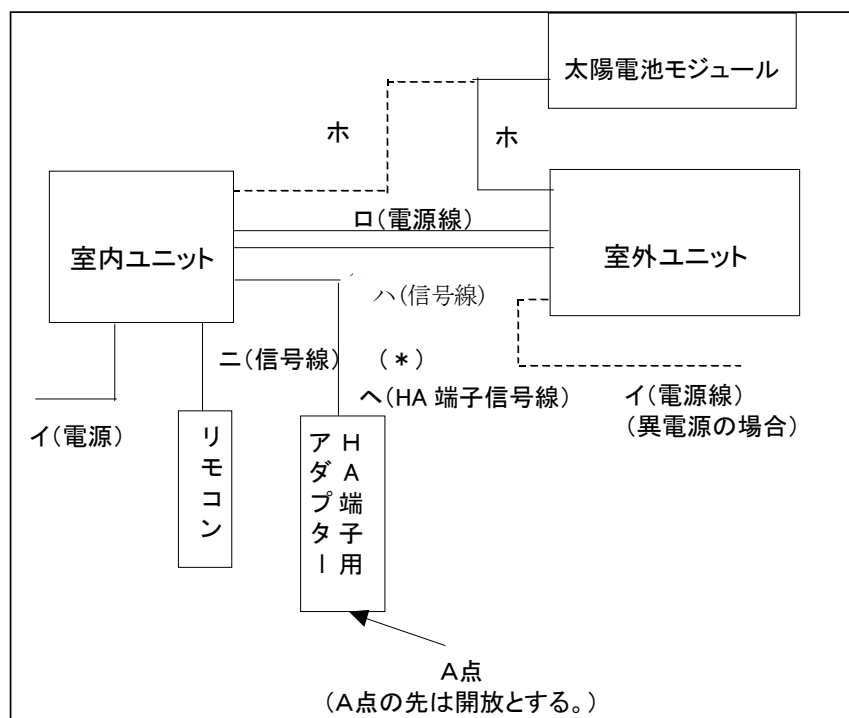 太陽電池モジュール
ホ
ホ
ロ(電源線)
室内ユニット
室外ユニット
ハ(信号線)
ニ(信号線)
(*)
ヘ(HA 端子信号線)
イ(電源線)
(異電源の場合)
イ(電源)
リモコン
HA端子用
アダプター
A点
(A点の先は開放とする。)